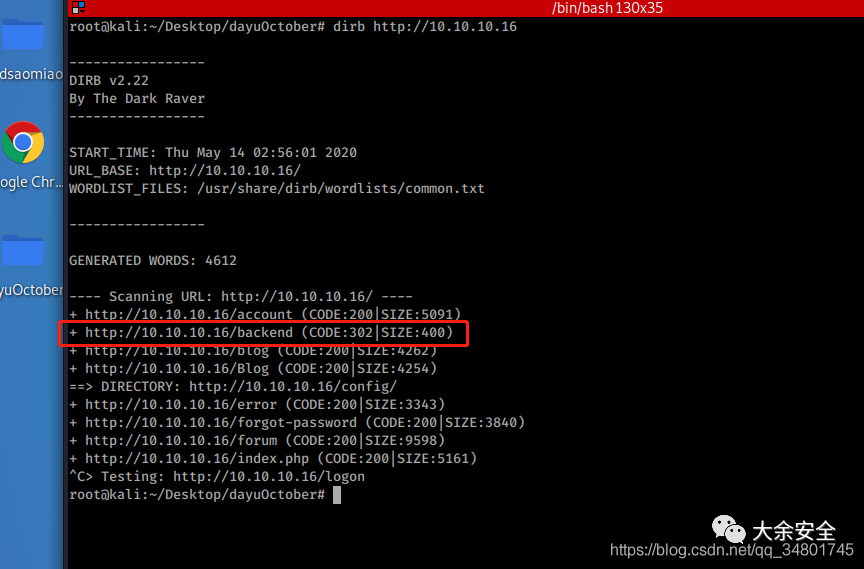 /bin/bash 130x35
root@kali:~/Desktop/dayuOctober# dirb http://10.10.10.16
-----------------
DIRB v2.22
By The Dark Raver
-----------------
START_TIME: Thu May 14 02:56:01 2020
URL_BASE: http://10.10.10.16/
WORDLIST_FILES: /usr/share/dirb/wordlists/common.txt
-----------------
GENERATED WORDS: 4612
---- Scanning URL: http://10.10.10.16/ ----
+ http://10.10.10.16/account (CODE:200|SIZE:5091)
+ http://10.10.10.16/backend (CODE:302|SIZE:400)
+ http://10.10.10.16/blog (CODE:200|SIZE:4262)
+ http://10.10.10.16/Blog (CODE:200|SIZE:4254)
==> DIRECTORY: http://10.10.10.16/config/
+ http://10.10.10.16/error (CODE:200|SIZE:3343)
+ http://10.10.10.16/forgot-password (CODE:200|SIZE:3840)
+ http://10.10.10.16/forum (CODE:200|SIZE:9598)
+ http://10.10.10.16/index.php (CODE:200|SIZE:5161)
^C> Testing: http://10.10.10.16/logon
root@kali:~/Desktop/dayuOctober#
dsaomiao
ogle Chr...
yuOctober
大余安全
https://blog.csdn.net/qq_34801745